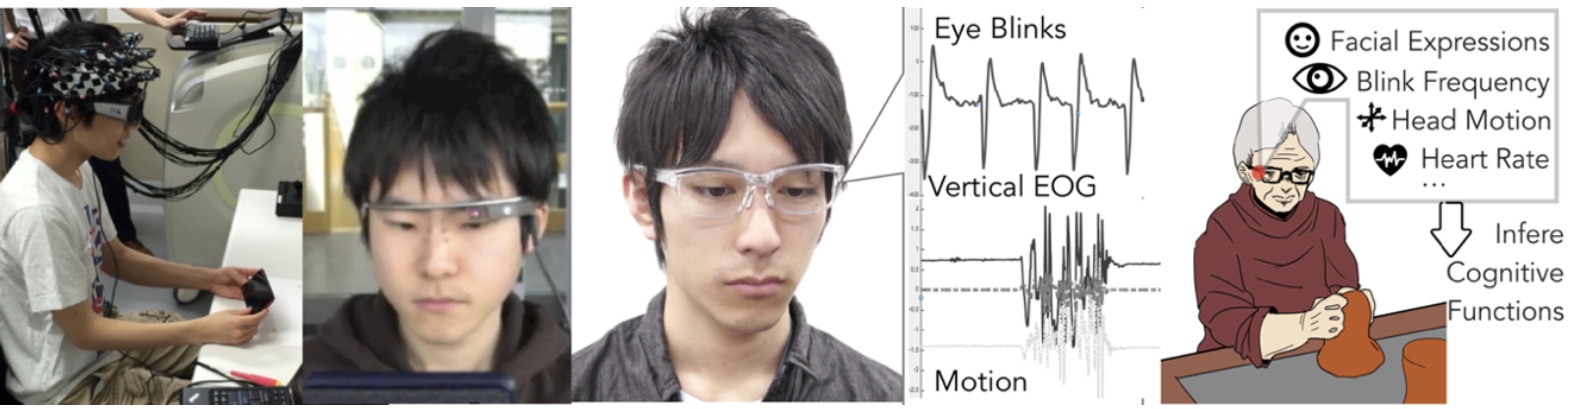 Eye Blinks
Vertical EOG
Motion
Facial Expressions
Blink Frequency
Head Motion
Heart Rate
...
Infere
Cognitive
Functions